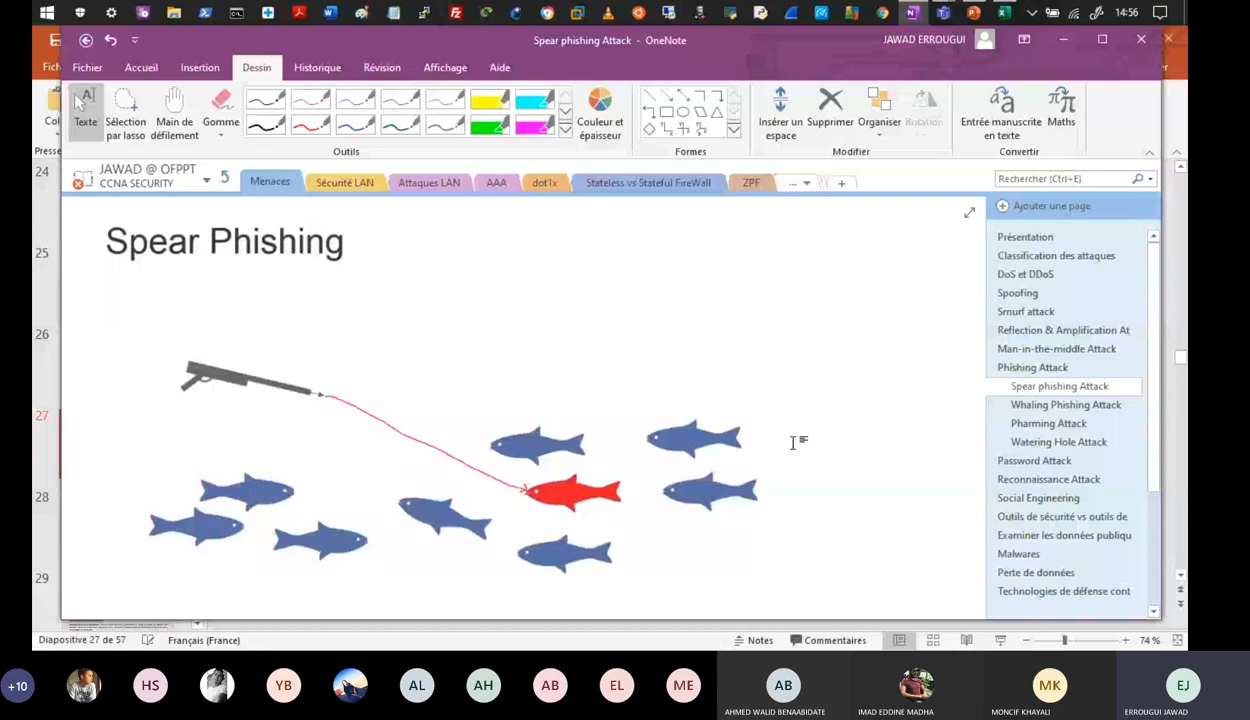 14:56
Spear phishing Attack - OneNote
JAWAD ERROUGUI
Fichier Accueil Insertion Dessin Historique Révision Affichage Aide
Texte
Sélection par lasso
Main de défilement
Gomme
Couleur et épaisseur
Insérer un espace
Supprimer
Organiser
Rotation
Entrée manuscrite en texte
Maths
Outils
Formes
Modifier
Convertir
JAWAD @ OFPPT
CCNA SECURITY
Menaces
Sécurité LAN
Attaques LAN
AAA
dot1x
Stateless vs Stateful FireWall
ZPF
...
Rechercher (Ctrl+E)
Spear Phishing
Ajouter une page
Présentation
Classification des attaques
DoS et DDoS
Spoofing
Smurf attack
Reflection & Amplification At
Man-in-the-middle Attack
Phishing Attack
Spear phishing Attack
Whaling Phishing Attack
Pharming Attack
Watering Hole Attack
Password Attack
Reconnaissance Attack
Social Engineering
Outils de sécurité vs outils de
Examiner les données publiqu
Malwares
Perte de données
Technologies de défense cont
24
25
26
27
28
29
Diapositive 27 de 57
Français (France)
Notes
Commentaires
74 %
+10
HS
YB
AL
AH
AB
EL
ME
AB
MK
EJ
AHMED WALID BENAABIDATE
IMAD EDDINE MADHA
MONCIF KHAYALI
ERROUGUI JAWAD